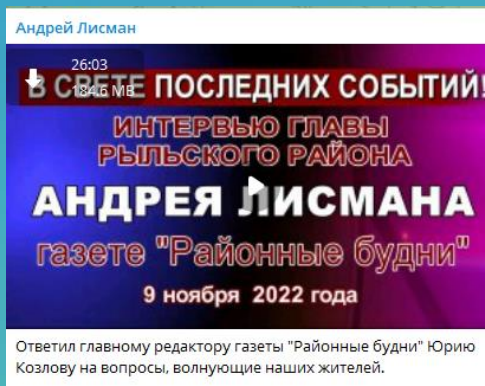 Андрей Лисман
26:03
184,6 MB
В СВЕТЕ ПОСЛЕДНИХ СОБЫТИЙ!
ИНТЕРВЬЮ ГЛАВЫ
РЫЛЬСКОГО РАЙОНА
АНДРЕЯ ЛИСМАНА
газете "Районные будни"
9 ноября 2022 года
Ответил главному редактору газеты "Районные будни" Юрию
Козлову на вопросы, волнующие наших жителей.